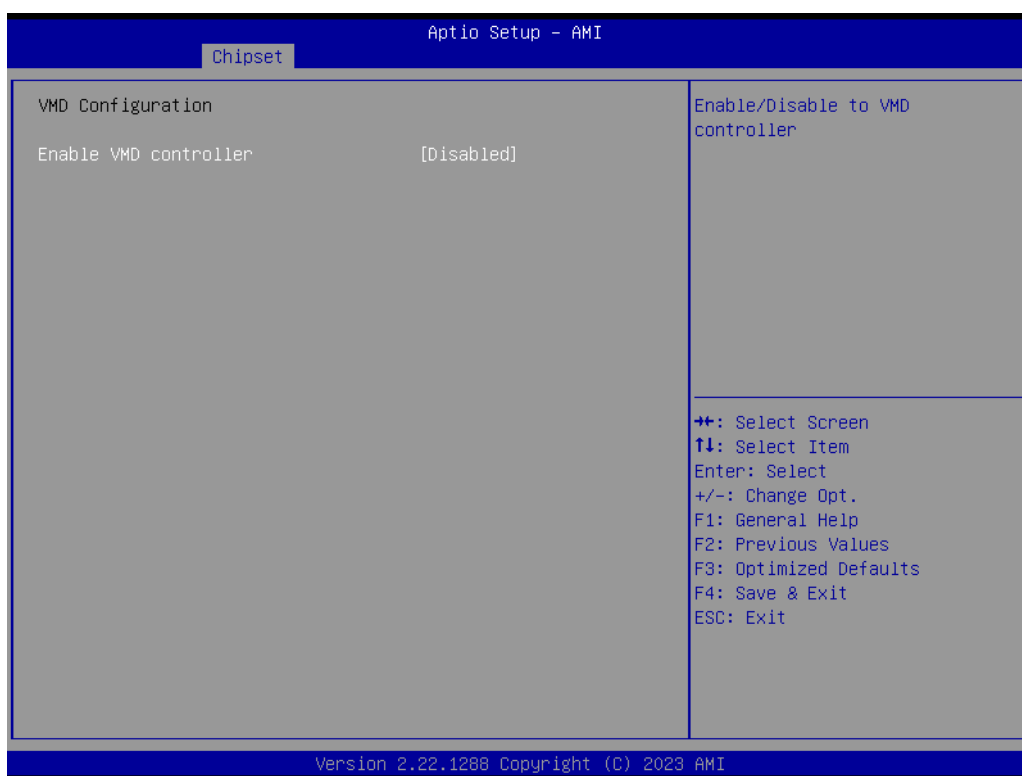 Aptio Setup – AMI
Chipset
VMD Configuration
Enable VMD controller [Disabled]
Enable/Disable to VMD
controller
→←: Select Screen
↑↓: Select Item
Enter: Select
+/-: Change Opt.
F1: General Help
F2: Previous Values
F3: Optimized Defaults
F4: Save & Exit
ESC: Exit
Version 2.22.1288 Copyright (C) 2023 AMI